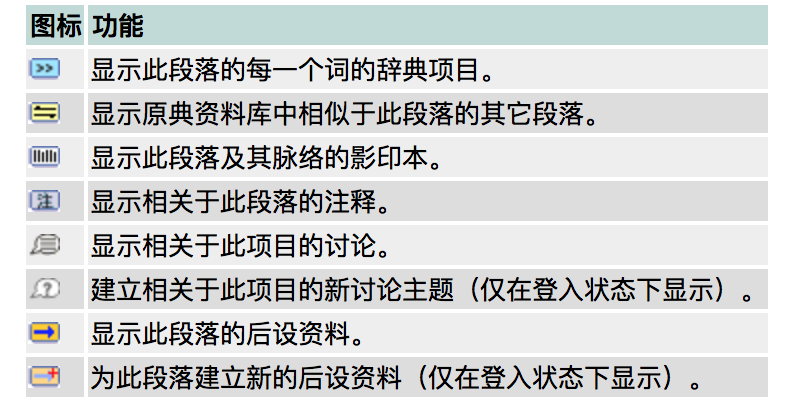 图标 功能
>> 显示此段落的每一个词的辞典项目。
显示原典资料库中相似于此段落的其它段落。
显示此段落及其脉络的影印本。
注 显示相关于此段落的注释。
显示相关于此项目的讨论。
? 建立相关于此项目的新讨论主题（仅在登入状态下显示）。
显示此段落的后设资料。
为此段落建立新的后设资料（仅在登入状态下显示）。